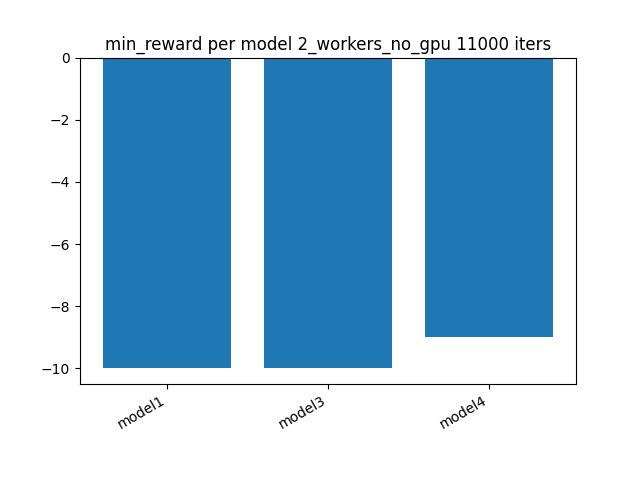 min_reward per model 2_workers_no_gpu 11000 iters
0
−2
−4
−6
−8
−10
model1
model3
model4